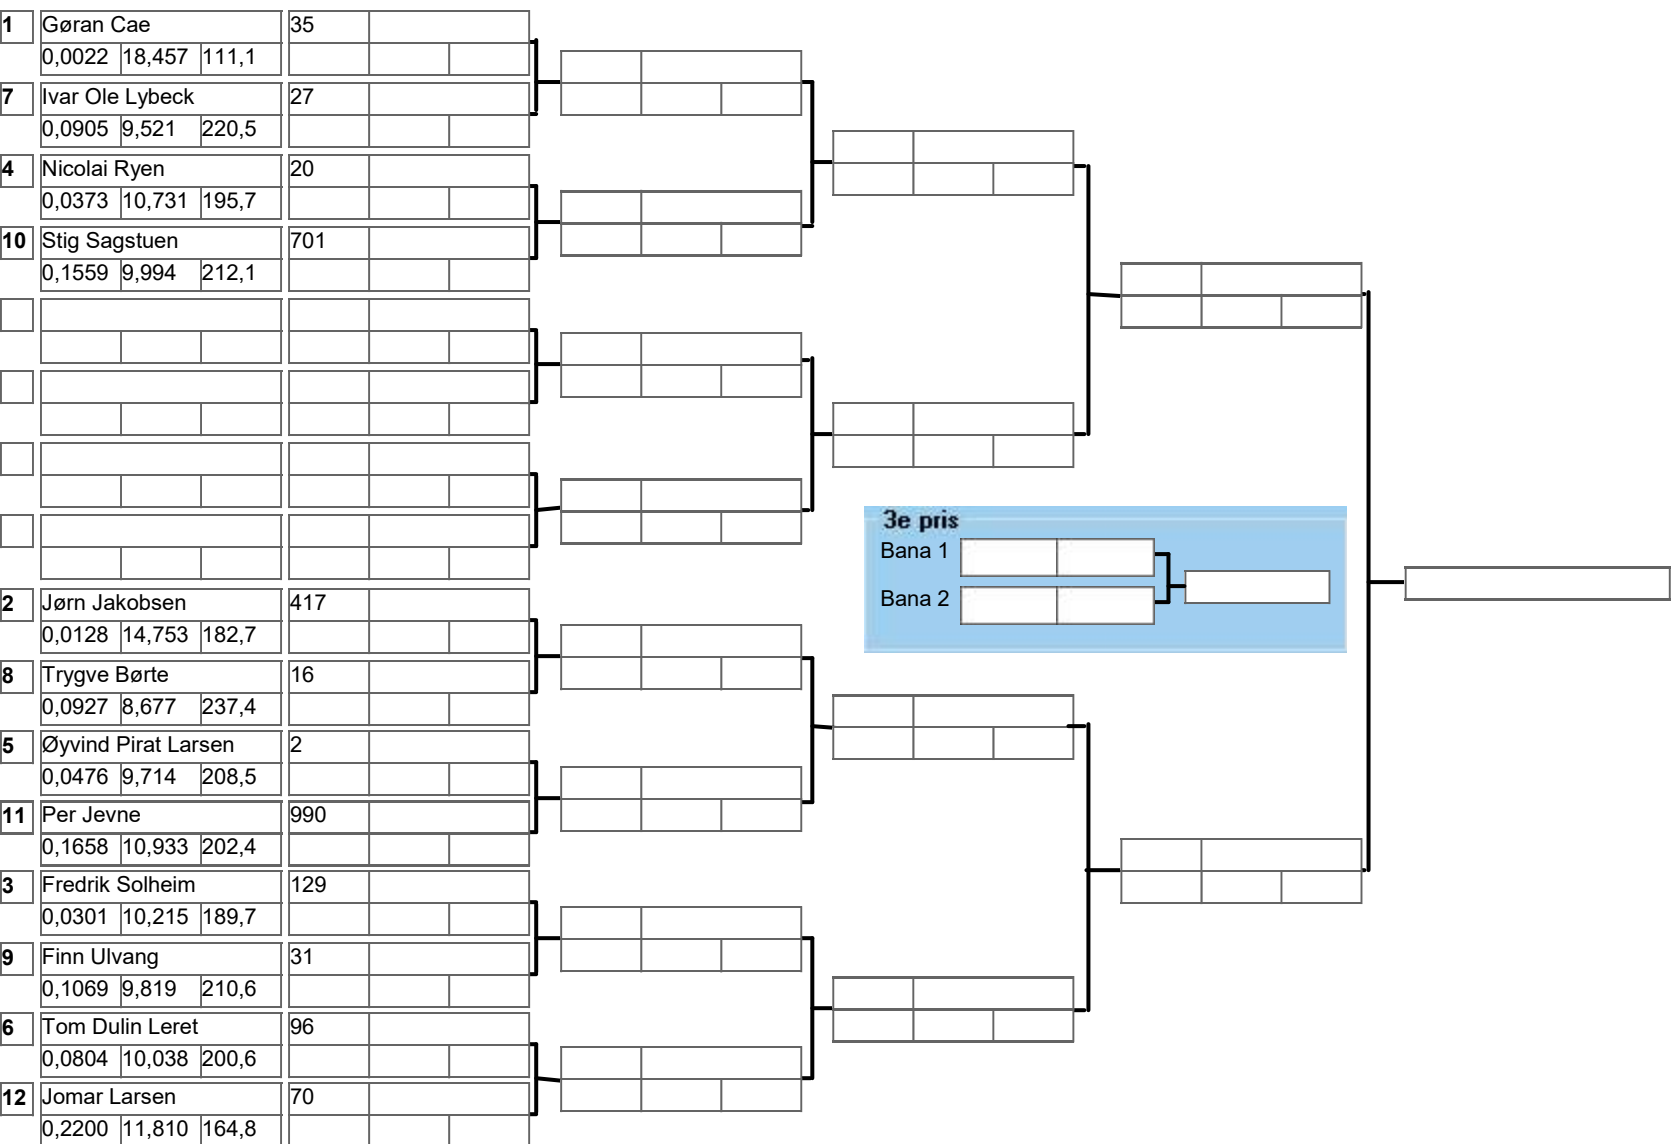 1 Gøran Cae 35
0,0022 18,457 111,1
7 Ivar Ole Lybeck 27
0,0905 9,521 220,5
4 Nicolai Ryen 20
0,0373 10,731 195,7
10 Stig Sagstuen 701
0,1559 9,994 212,1
3e pris
Bana 1
Bana 2
2 Jørn Jakobsen 417
0,0128 14,753 182,7
8 Trygve Børte 16
0,0927 8,677 237,4
5 Øyvind Pirat Larsen 2
0,0476 9,714 208,5
11 Per Jevne 990
0,1658 10,933 202,4
3 Fredrik Solheim 129
0,0301 10,215 189,7
9 Finn Ulvang 31
0,1069 9,819 210,6
6 Tom Dulin Leret 96
0,0804 10,038 200,6
12 Jomar Larsen 70
0,2200 11,810 164,8